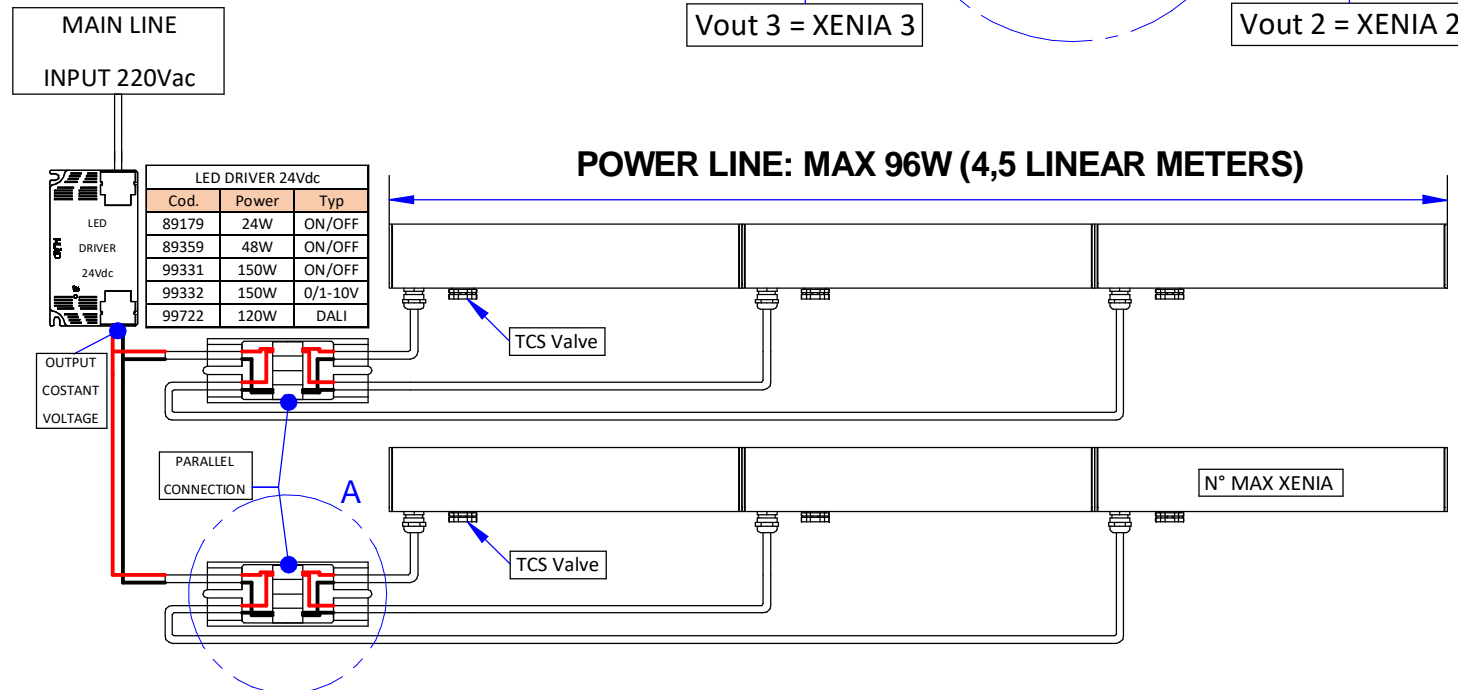 Vout 3 = XENIA 3
Vout 2 = XENIA 2
MAIN LINE
INPUT 220Vac
POWER LINE: MAX 96W (4,5 LINEAR METERS)
LED
DRIVER
24Vdc
LED DRIVER 24Vdc
Cod. Power Typ
89179 24W ON/OFF
89359 48W ON/OFF
99331 150W ON/OFF
99332 150W 0/1-10V
99722 120W DALI
TCS Valve
OUTPUT
COSTANT
VOLTAGE
PARALLEL
CONNECTION
A
N° MAX XENIA
TCS Valve